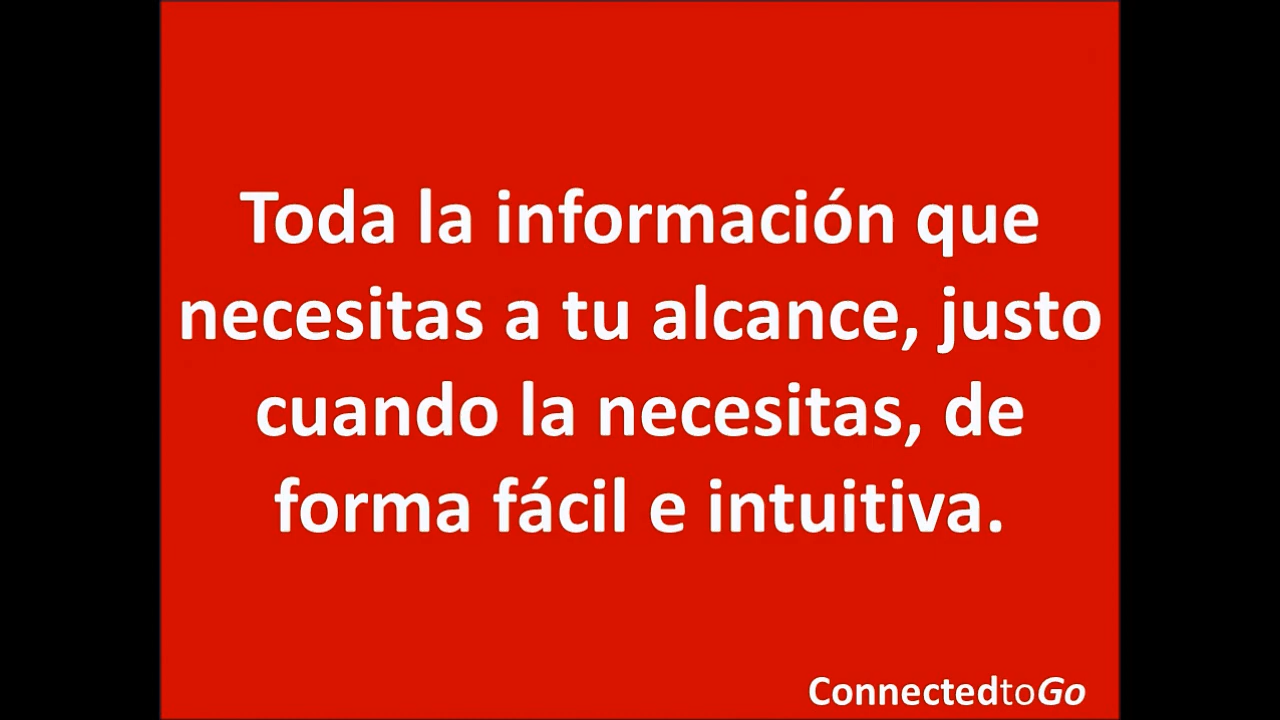 Toda la información que
necesitas a tu alcance, justo
cuando la necesitas, de
forma fácil e intuitiva.
ConnectedtoGo